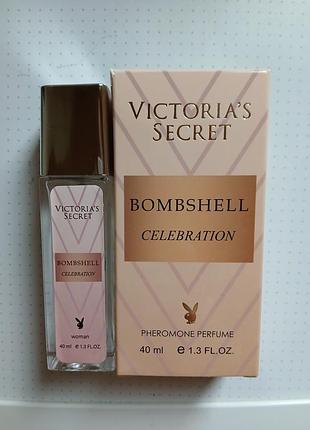 VICTORIA'S
SECRET
BOMBSHELL
CELEBRATION
woman
40 ml e 1.3 FL.OZ.
VICTORIA'S
SECRET
BOMBSHELL
CELEBRATION
PHEROMONE PERFUME
40 ml e 1.3 FL.OZ.